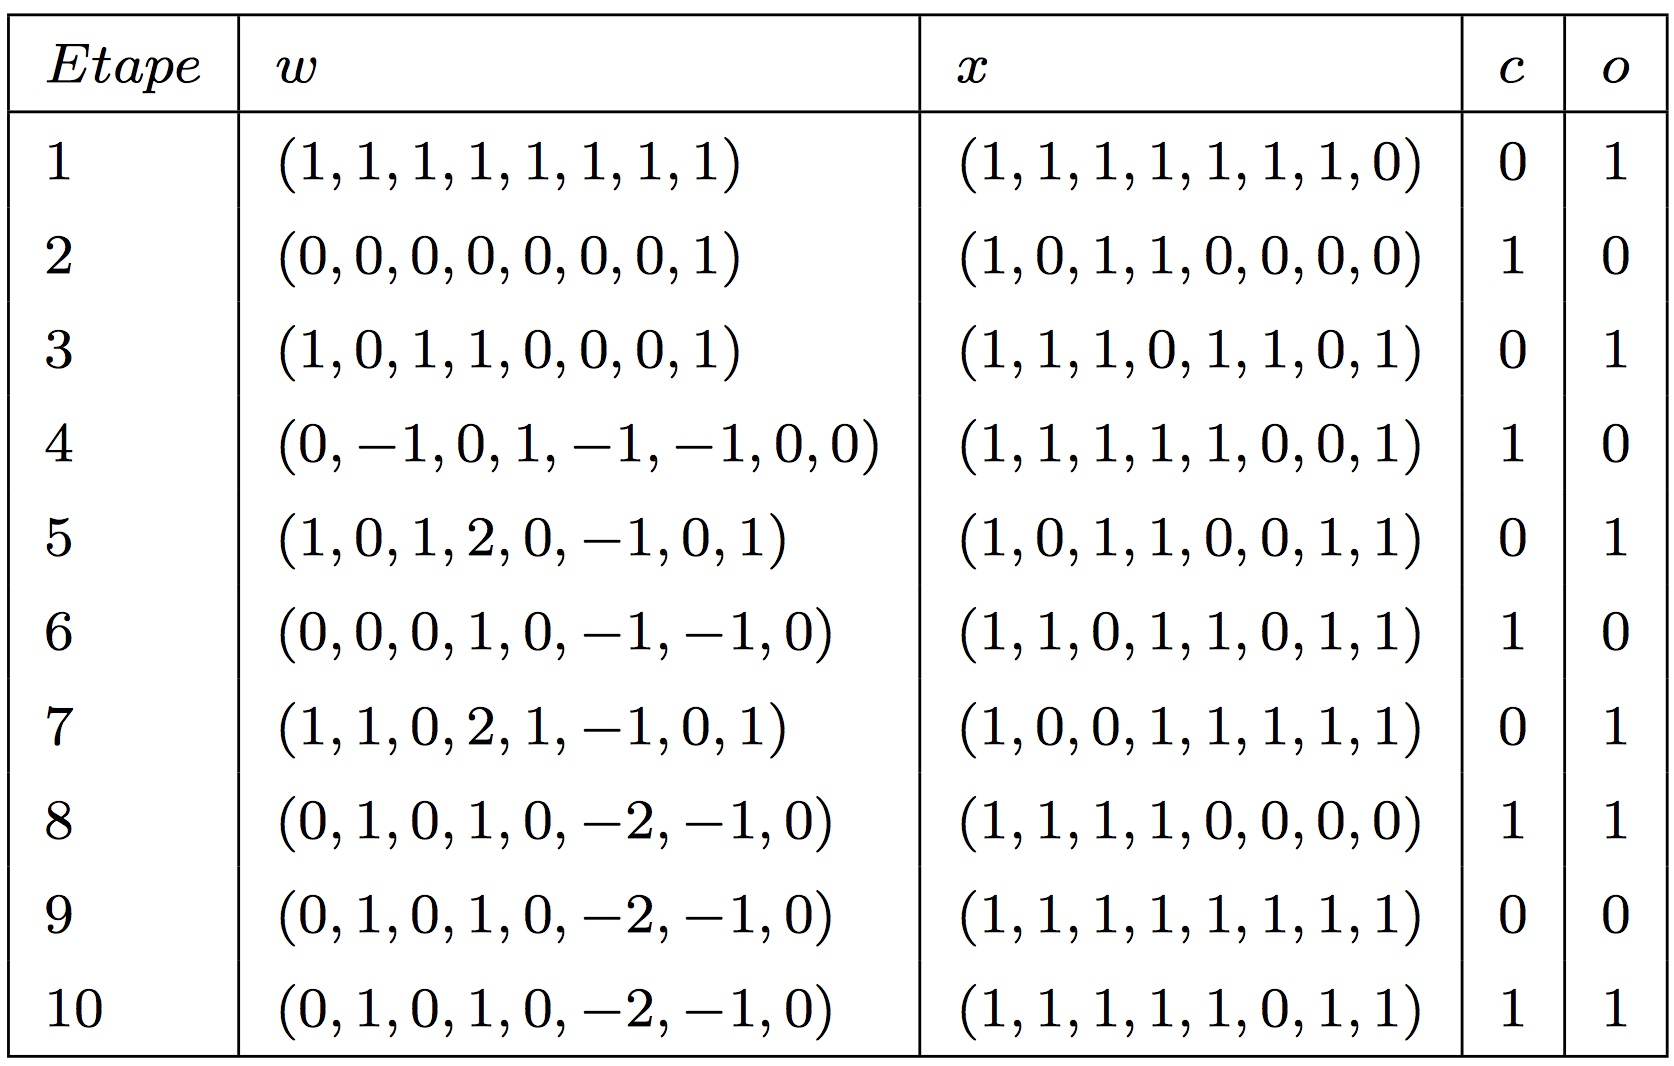 Etape w x c o
1 (1, 1, 1, 1, 1, 1, 1, 1) (1, 1, 1, 1, 1, 1, 1, 0) 0 1
2 (0, 0, 0, 0, 0, 0, 0, 1) (1, 0, 1, 1, 0, 0, 0, 0) 1 0
3 (1, 0, 1, 1, 0, 0, 0, 1) (1, 1, 1, 0, 1, 1, 0, 1) 0 1
4 (0, −1, 0, 1, −1, −1, 0, 0) (1, 1, 1, 1, 1, 0, 0, 1) 1 0
5 (1, 0, 1, 2, 0, −1, 0, 1) (1, 0, 1, 1, 0, 0, 1, 1) 0 1
6 (0, 0, 0, 1, 0, −1, −1, 0) (1, 1, 0, 1, 1, 0, 1, 1) 1 0
7 (1, 1, 0, 2, 1, −1, 0, 1) (1, 0, 0, 1, 1, 1, 1, 1) 0 1
8 (0, 1, 0, 1, 0, −2, −1, 0) (1, 1, 1, 1, 0, 0, 0, 0) 1 1
9 (0, 1, 0, 1, 0, −2, −1, 0) (1, 1, 1, 1, 1, 1, 1, 1) 0 0
10 (0, 1, 0, 1, 0, −2, −1, 0) (1, 1, 1, 1, 1, 0, 1, 1) 1 1